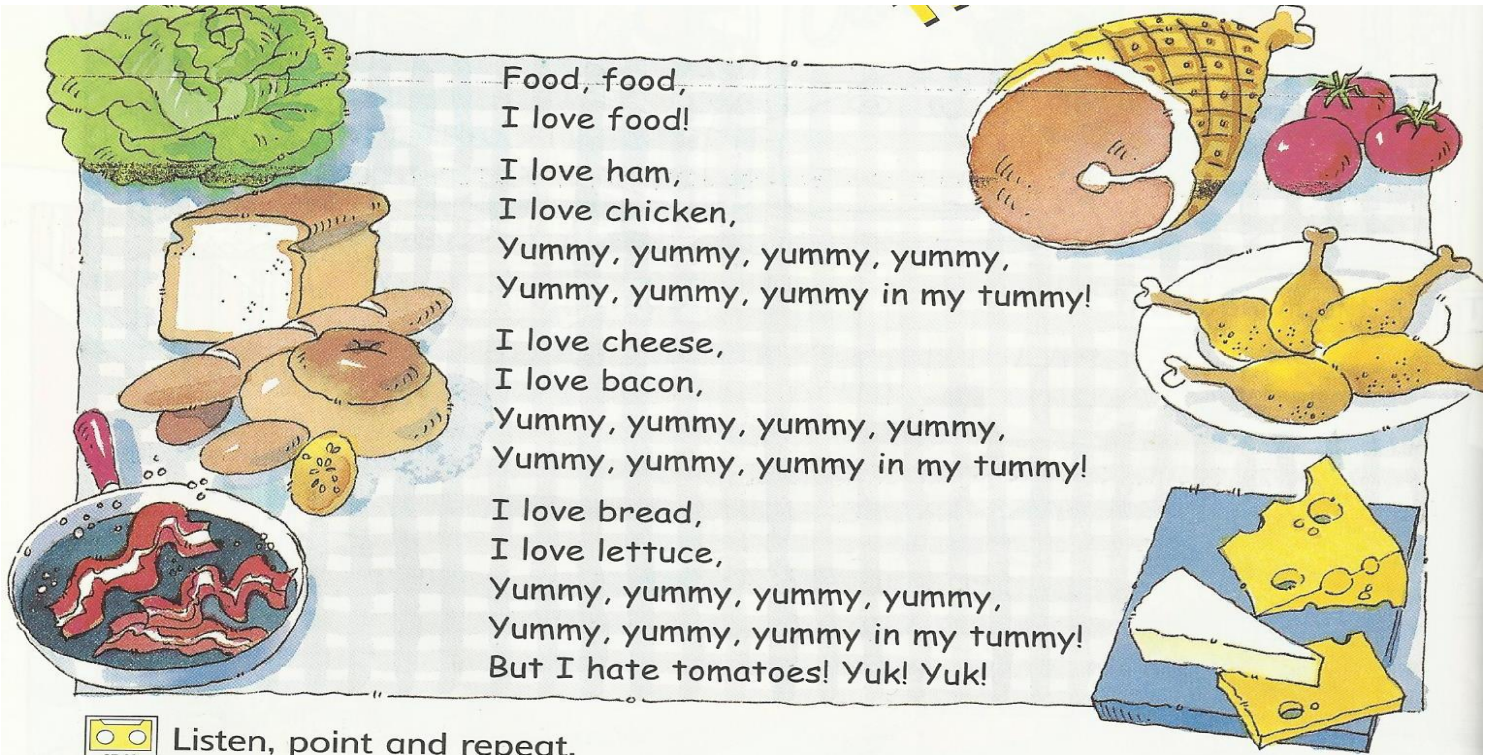 Food, food,
I love food!
I love ham,
I love chicken,
Yummy, yummy, yummy, yummy,
Yummy, yummy, yummy in my tummy!
I love cheese,
I love bacon,
Yummy, yummy, yummy, yummy,
Yummy, yummy, yummy in my tummy!
I love bread,
I love lettuce,
Yummy, yummy, yummy, yummy,
Yummy, yummy, yummy in my tummy!
But I hate tomatoes! Yuk! Yuk!
Listen, point and repeat.